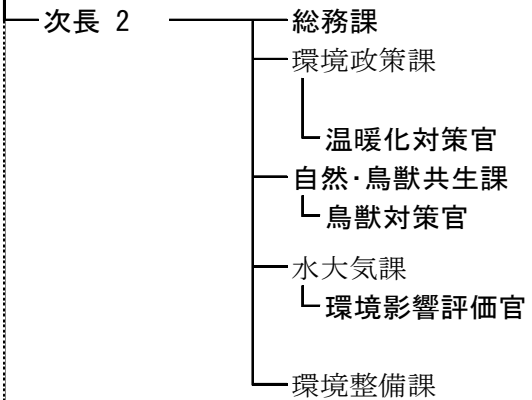 次長 2 総務課
環境政策課
温暖化対策官
自然・鳥獣共生課
鳥獣対策官
水大気課
環境影響評価官
環境整備課